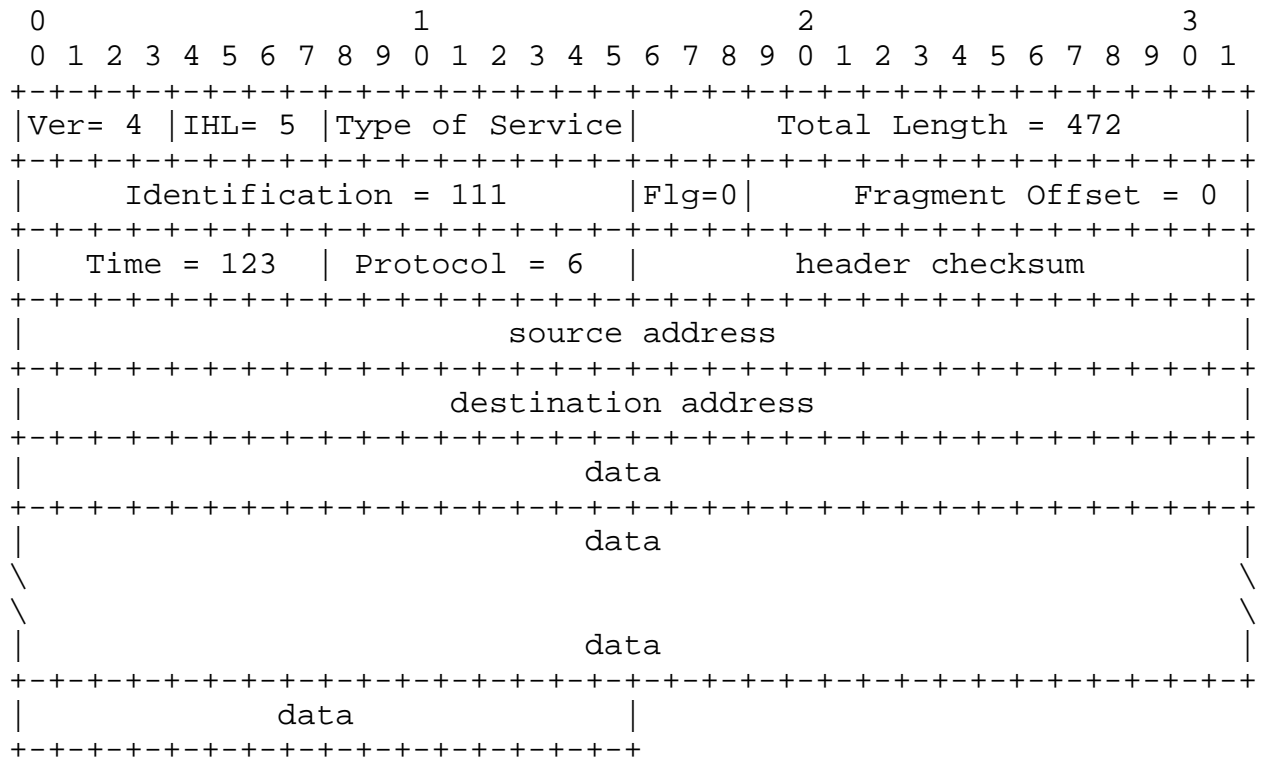 0                   1                   2                   3
 0 1 2 3 4 5 6 7 8 9 0 1 2 3 4 5 6 7 8 9 0 1 2 3 4 5 6 7 8 9 0 1
+-+-+-+-+-+-+-+-+-+-+-+-+-+-+-+-+-+-+-+-+-+-+-+-+-+-+-+-+-+-+-+-+
|Ver= 4 |IHL= 5 |Type of Service|       Total Length = 472      |
+-+-+-+-+-+-+-+-+-+-+-+-+-+-+-+-+-+-+-+-+-+-+-+-+-+-+-+-+-+-+-+-+
|     Identification = 111      |Flg=0|     Fragment Offset = 0 |
+-+-+-+-+-+-+-+-+-+-+-+-+-+-+-+-+-+-+-+-+-+-+-+-+-+-+-+-+-+-+-+-+
|   Time = 123  | Protocol = 6  |        header checksum        |
+-+-+-+-+-+-+-+-+-+-+-+-+-+-+-+-+-+-+-+-+-+-+-+-+-+-+-+-+-+-+-+-+
|                         source address                        |
+-+-+-+-+-+-+-+-+-+-+-+-+-+-+-+-+-+-+-+-+-+-+-+-+-+-+-+-+-+-+-+-+
|                      destination address                      |
+-+-+-+-+-+-+-+-+-+-+-+-+-+-+-+-+-+-+-+-+-+-+-+-+-+-+-+-+-+-+-+-+
|                             data                              |
+-+-+-+-+-+-+-+-+-+-+-+-+-+-+-+-+-+-+-+-+-+-+-+-+-+-+-+-+-+-+-+-+
|                             data                              |
\                                                               \
\                                                               \
|                             data                              |
+-+-+-+-+-+-+-+-+-+-+-+-+-+-+-+-+-+-+-+-+-+-+-+-+-+-+-+-+-+-+-+-+
|             data              |
+-+-+-+-+-+-+-+-+-+-+-+-+-+-+-+-+